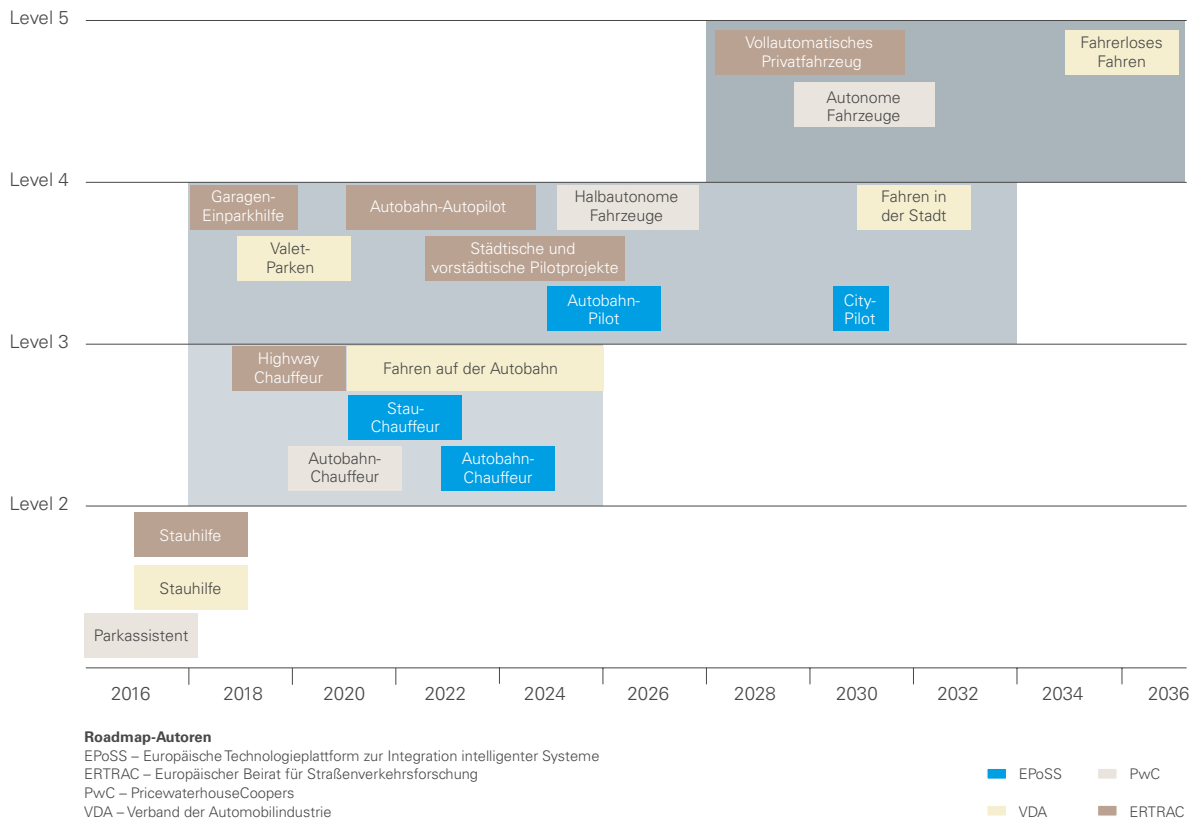 Level 5
Vollautomatisches
Privatfahrzeug
Fahrerloses
Fahren
Autonome
Fahrzeuge
Level 4
Garagen-
Einparkhilfe
Autobahn-Autopilot
Halbautonome
Fahrzeuge
Fahren in
der Stadt
Valet-
Parken
Städtische und
vorstädtische Pilotprojekte
Autobahn-
Pilot
City-
Pilot
Level 3
Highway
Chauffeur
Fahren auf der Autobahn
Stau-
Chauffeur
Autobahn-
Chauffeur
Autobahn-
Chauffeur
Level 2
Stauhilfe
Stauhilfe
Parkassistent
2016 2018 2020 2022 2024 2026 2028 2030 2032 2034 2036
Roadmap-Autoren
EPoSS – Europäische Technologieplattform zur Integration intelligenter Systeme
ERTRAC – Europäischer Beirat für Straßenverkehrsforschung
PwC – PricewaterhouseCoopers
VDA – Verband der Automobilindustrie
EPoSS PwC
VDA ERTRAC